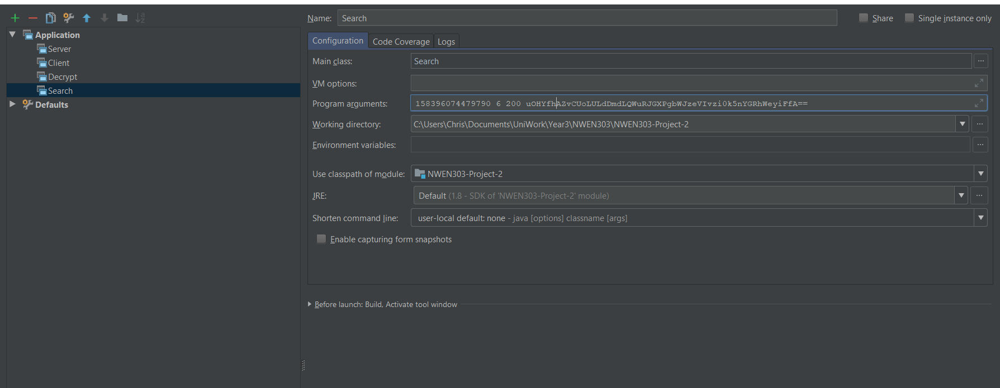 Name: Search Share Single instance only
Application
Server
Client
Decrypt
Search
Defaults
Configuration Code Coverage Logs
Main class: Search
VM options:
Program arguments: 158396074479790 6 200 uOHYfhAZvCUoLULdDmdLQWuRJGXPgbWJzeVIvzi0k5nYGRhWeyiFfA==
Working directory: C:\Users\Chris\Documents\UniWork\Year3\NWEN303\NWEN303-Project-2
Environment variables:
Use classpath of module: NWEN303-Project-2
JRE: Default (1.8 - SDK of 'NWEN303-Project-2' module)
Shorten command line: user-local default: none - java [options] classname [args]
Enable capturing form snapshots
Before launch: Build, Activate tool window